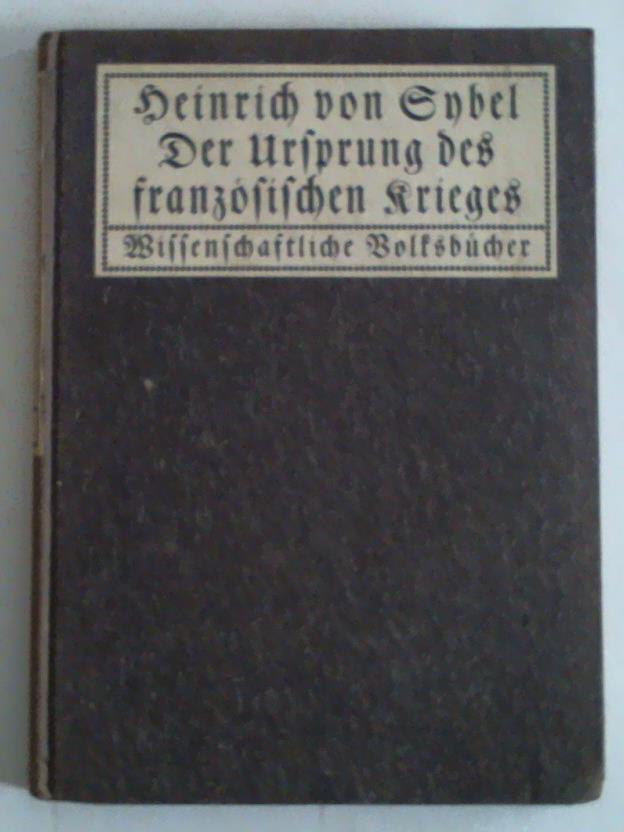 Heinrich von Sybel
Der Urſprung des
franzöſiſchen Krieges
Wiſſenſchaftliche Volksbücher